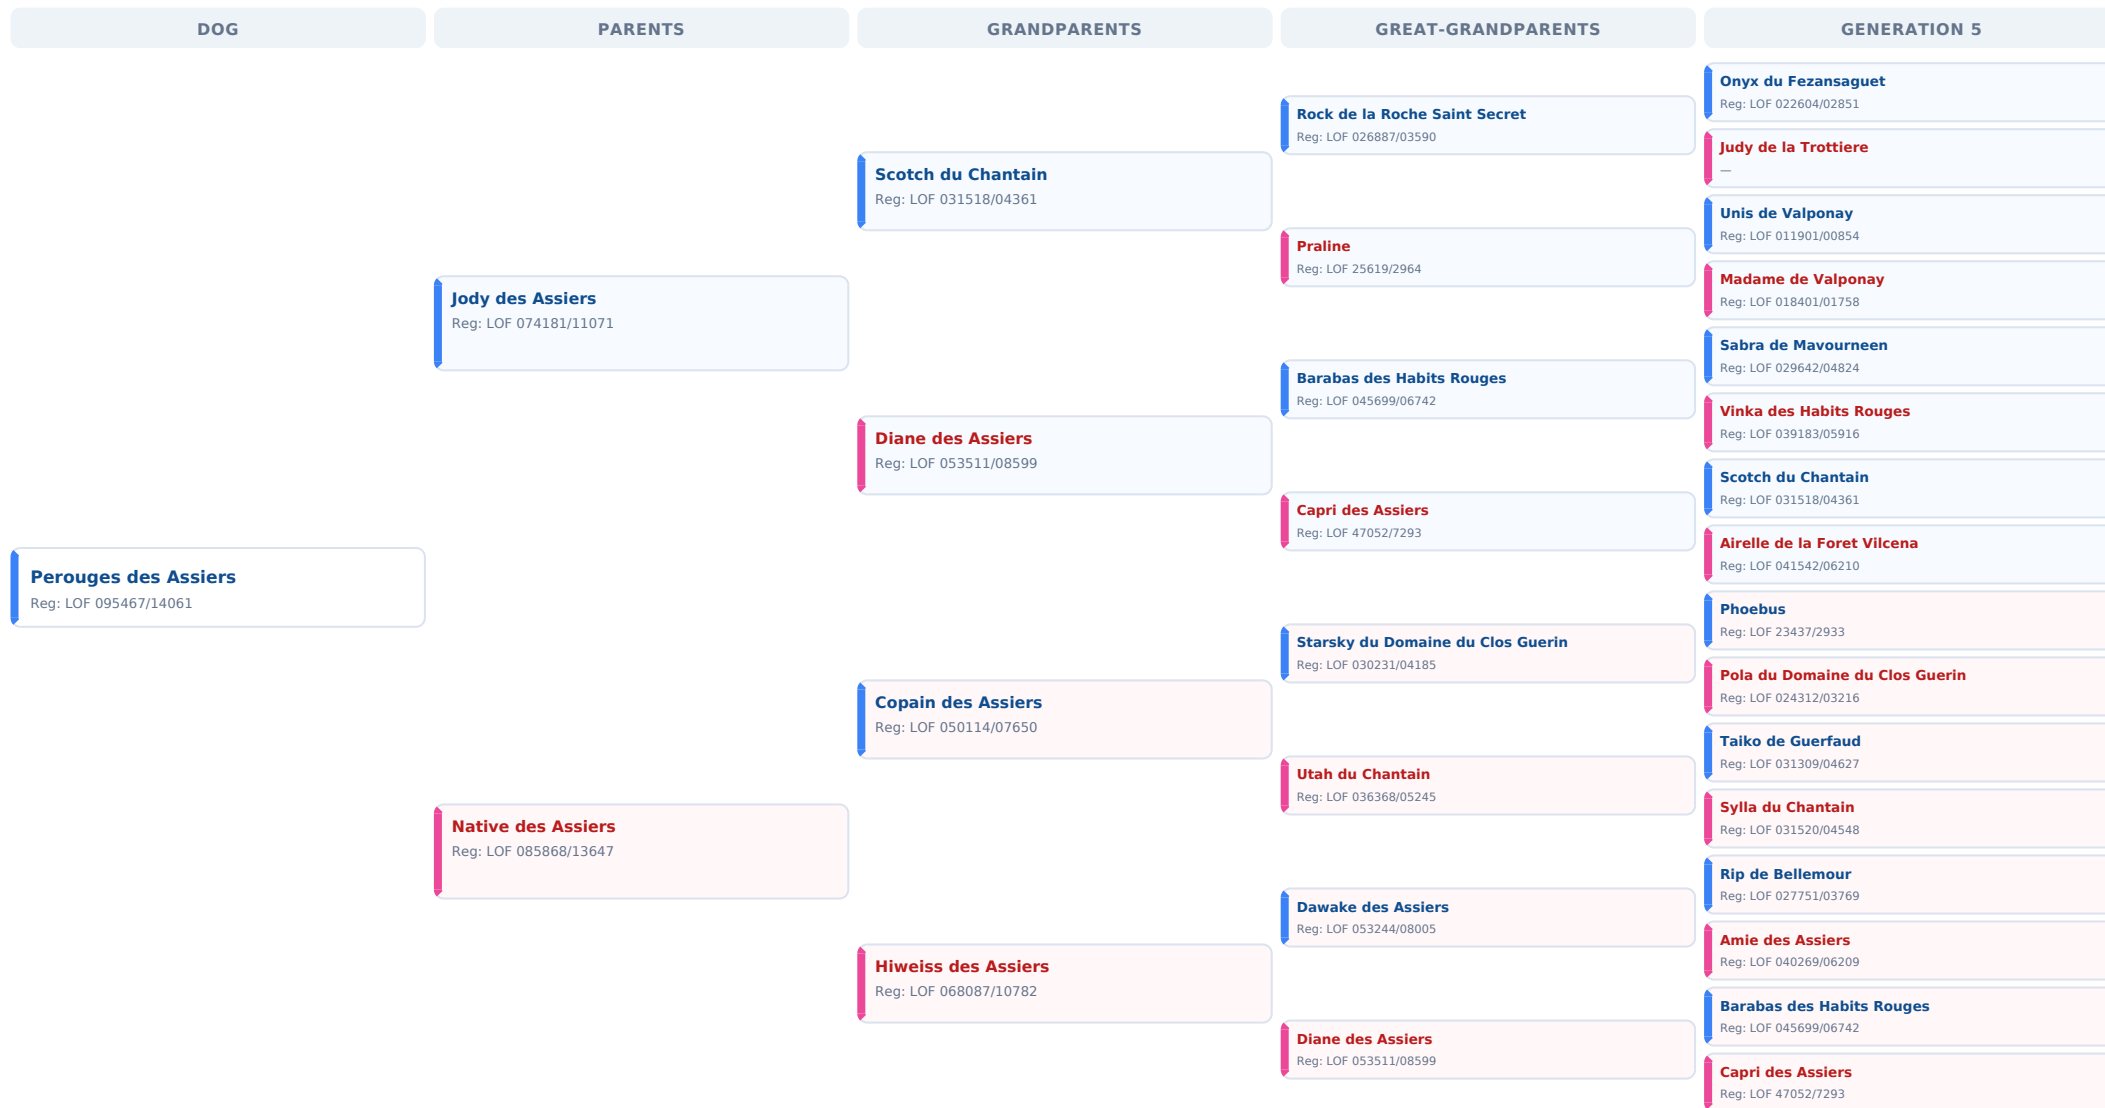 DOG
PARENTS
GRANDPARENTS
GREAT-GRANDPARENTS
GENERATION 5
Perouges des Assiers
Reg: LOF 095467/14061
Jody des Assiers
Reg: LOF 074181/11071
Native des Assiers
Reg: LOF 085868/13647
Scotch du Chantain
Reg: LOF 031518/04361
Diane des Assiers
Reg: LOF 053511/08599
Copain des Assiers
Reg: LOF 050114/07650
Hiweiss des Assiers
Reg: LOF 068087/10782
Rock de la Roche Saint Secret
Reg: LOF 026887/03590
Praline
Reg: LOF 25619/2964
Barabas des Habits Rouges
Reg: LOF 045699/06742
Capri des Assiers
Reg: LOF 47052/7293
Starsky du Domaine du Clos Guerin
Reg: LOF 030231/04185
Utah du Chantain
Reg: LOF 036368/05245
Dawake des Assiers
Reg: LOF 053244/08005
Diane des Assiers
Reg: LOF 053511/08599
Onyx du Fezansaguet
Reg: LOF 022604/02851
Judy de la Trottiere
—
Unis de Valponay
Reg: LOF 011901/00854
Madame de Valponay
Reg: LOF 018401/01758
Sabra de Mavourneen
Reg: LOF 029642/04824
Vinka des Habits Rouges
Reg: LOF 039183/05916
Scotch du Chantain
Reg: LOF 031518/04361
Airelle de la Foret Vilcena
Reg: LOF 041542/06210
Phoebus
Reg: LOF 23437/2933
Pola du Domaine du Clos Guerin
Reg: LOF 024312/03216
Taiko de Guerfaud
Reg: LOF 031309/04627
Sylla du Chantain
Reg: LOF 031520/04548
Rip de Bellemour
Reg: LOF 027751/03769
Amie des Assiers
Reg: LOF 040269/06209
Barabas des Habits Rouges
Reg: LOF 045699/06742
Capri des Assiers
Reg: LOF 47052/7293